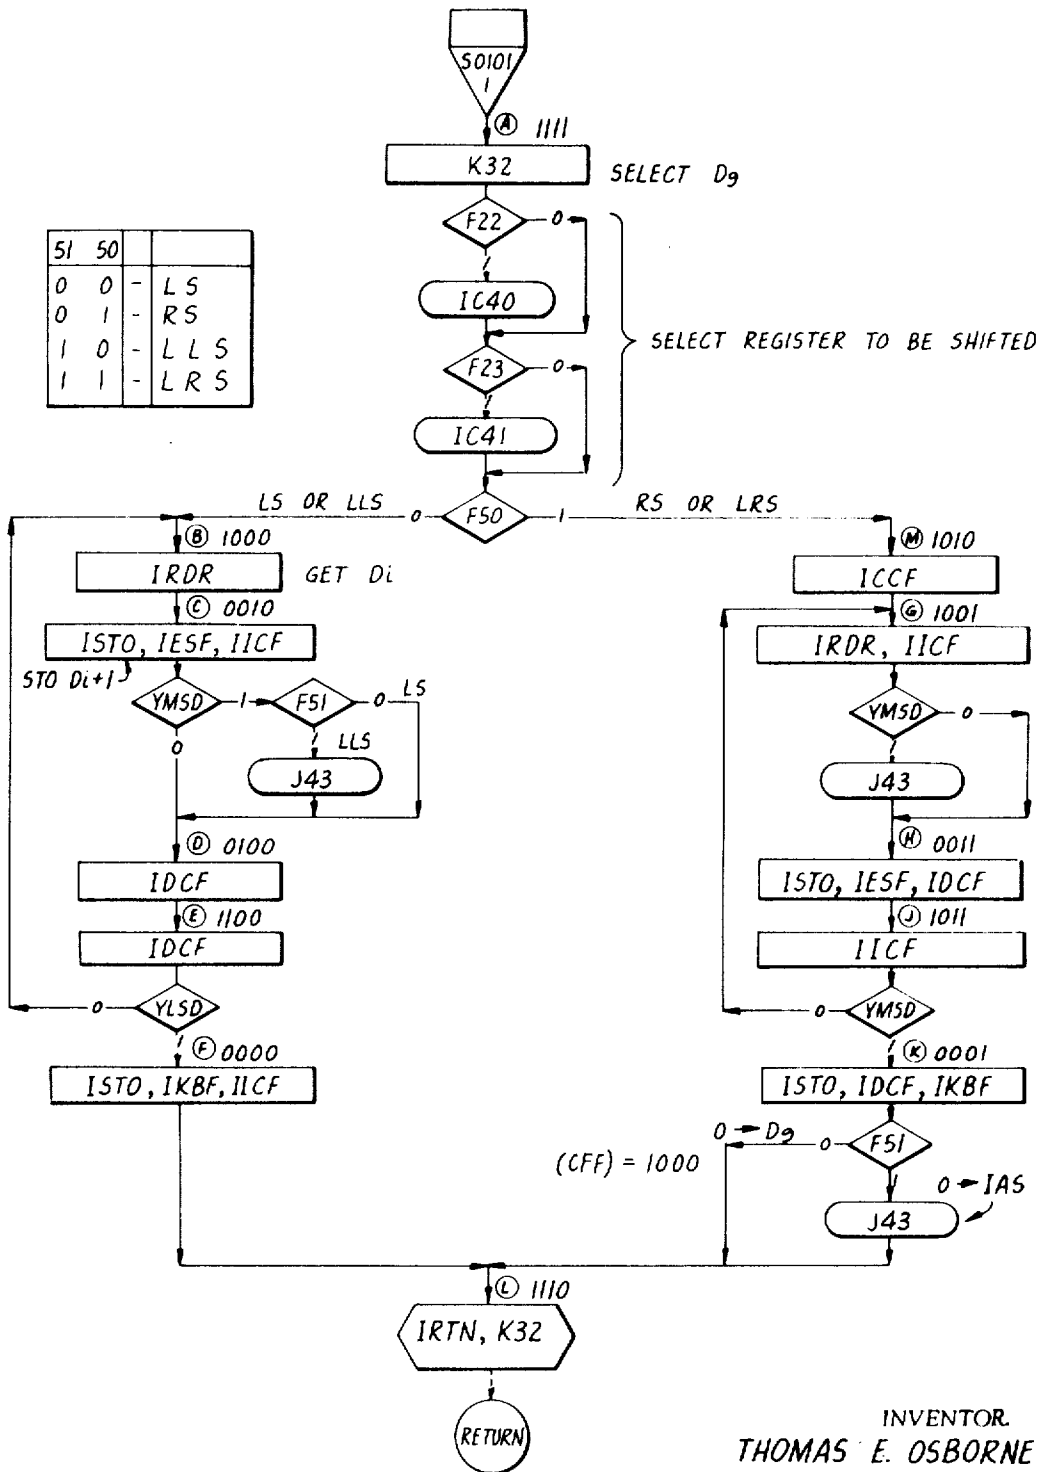 S0101
1
A 1111
K32
SELECT D9
F22 0
1
IC40
F23 0
1
IC41
SELECT REGISTER TO BE SHIFTED
51 50
0 0 - LS
0 1 - RS
1 0 - LLS
1 1 - LRS
LS OR LLS 0 F50 1 RS OR LRS
B 1000
IRDR GET Di
C 0010
ISTO, IESF, IICF
STO Di+1
YMSD 1 F51 0 LS
0
1 LLS
J43
D 0100
IDCF
E 1100
IDCF
0 YLSD
1
F 0000
ISTO, IKBF, IICF
M 1010
ICCF
G 1001
IRDR, IICF
YMSD 0
1
J43
H 0011
ISTO, IESF, IDCF
J 1011
IICF
0 YMSD
1
K 0001
ISTO, IDCF, IKBF
0 → D9
0 F51
(CFF) = 1000
1
0 → IAS
J43
L 1110
IRTN, K32
RETURN
INVENTOR
THOMAS E. OSBORNE